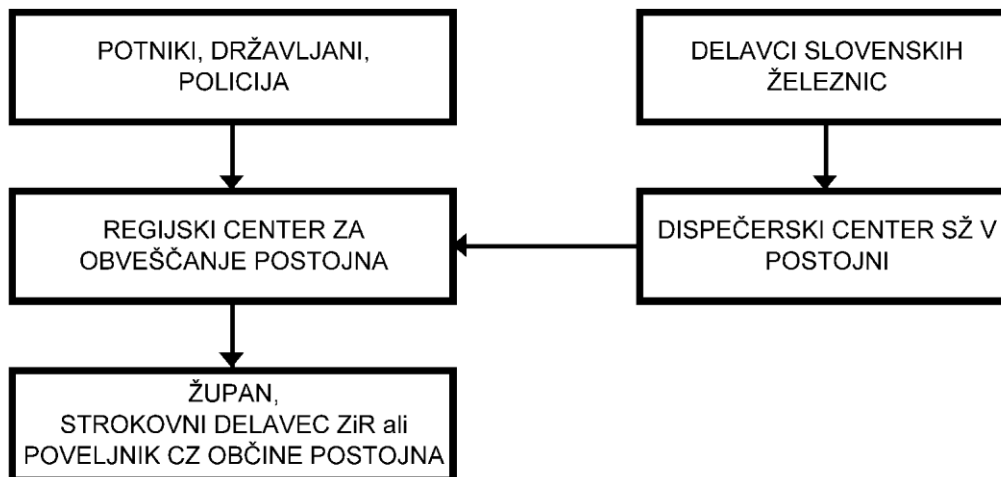 POTNIKI, DRŽAVLJANI,
POLICIJA
DELAVCI SLOVENSKIH
ŽELEZNIC
REGIJSKI CENTER ZA
OBVEŠČANJE POSTOJNA
DISPEČERSKI CENTER SŽ V
POSTOJNI
ŽUPAN,
STROKOVNI DELAVEC ZiR ali
POVELJNIK CZ OBČINE POSTOJNA